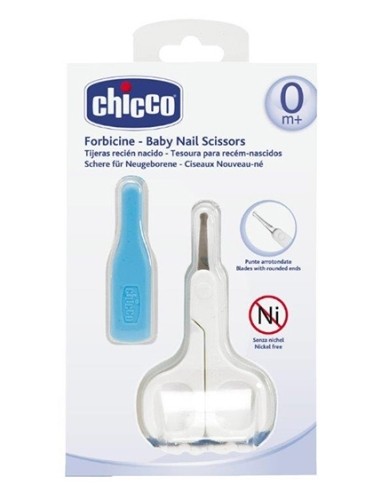 chicco
0
m+
Forbicine - Baby Nail Scissors
Tijeras recién nacido - Tesoura para recém-nascidos
Schere für Neugeborene - Ciseaux Nouveau-né
Punte arrotondate
Blades with rounded ends
Ni
Senza nichel
Nickel free
chicco